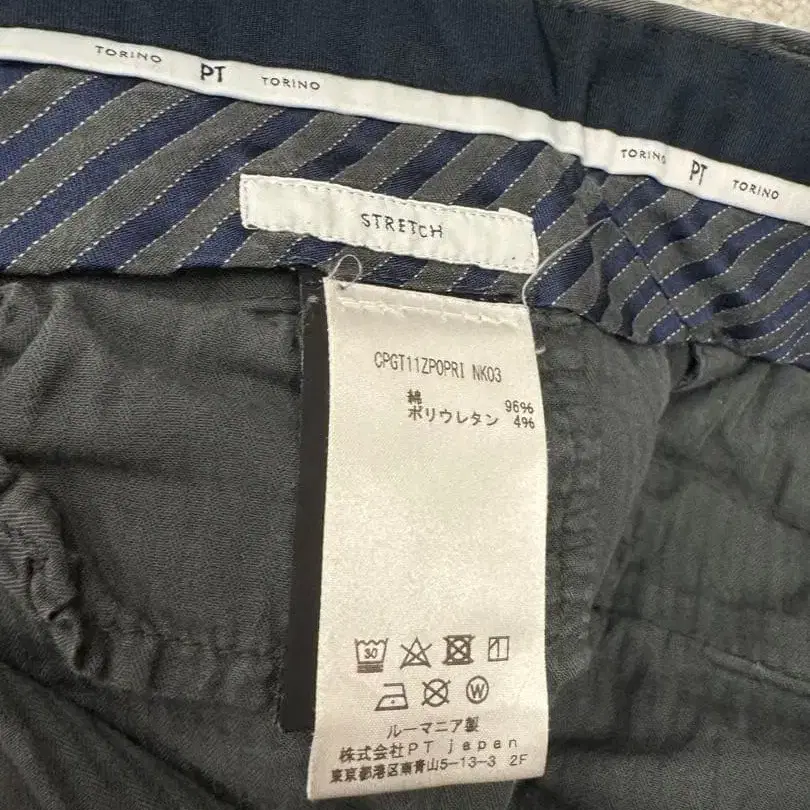 TORINO PT TORINO
TORINO PT TORINO
STRETCH
CPGT11ZP0PRI NK03
綿 96%
ポリウレタン 4%
30
W
ルーマニア製
株式会社PT japan
東京都港区南青山5-13-3 2F